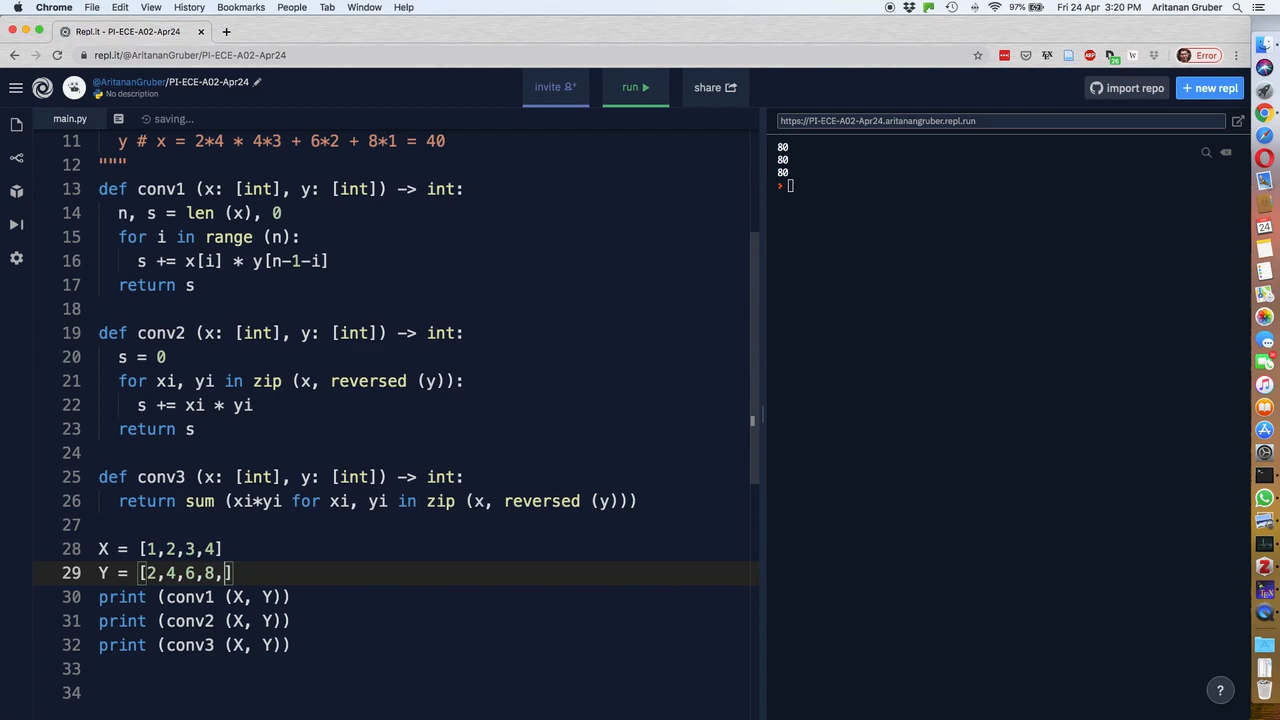 Chrome File Edit View History Bookmarks People Tab Window Help 97% Fri 24 Apr 3:20 PM Aritanan Gruber
Repl.it - PI-ECE-A02-Apr24
repl.it/@AritananGruber/PI-ECE-A02-Apr24 Error
@AritananGruber/PI-ECE-A02-Apr24
No description
invite
run
share
import repo
+ new repl
main.py saving...
https://PI-ECE-A02-Apr24.aritanangruber.repl.run
11 y # x = 2*4 * 4*3 + 6*2 + 8*1 = 40
12 """
13 def conv1 (x: [int], y: [int]) -> int:
14 n, s = len (x), 0
15 for i in range (n):
16 s += x[i] * y[n-1-i]
17 return s
18
19 def conv2 (x: [int], y: [int]) -> int:
20 s = 0
21 for xi, yi in zip (x, reversed (y)):
22 s += xi * yi
23 return s
24
25 def conv3 (x: [int], y: [int]) -> int:
26 return sum (xi*yi for xi, yi in zip (x, reversed (y)))
27
28 X = [1,2,3,4]
29 Y = [2,4,6,8,]
30 print (conv1 (X, Y))
31 print (conv2 (X, Y))
32 print (conv3 (X, Y))
33
34
80
80
80
>
?